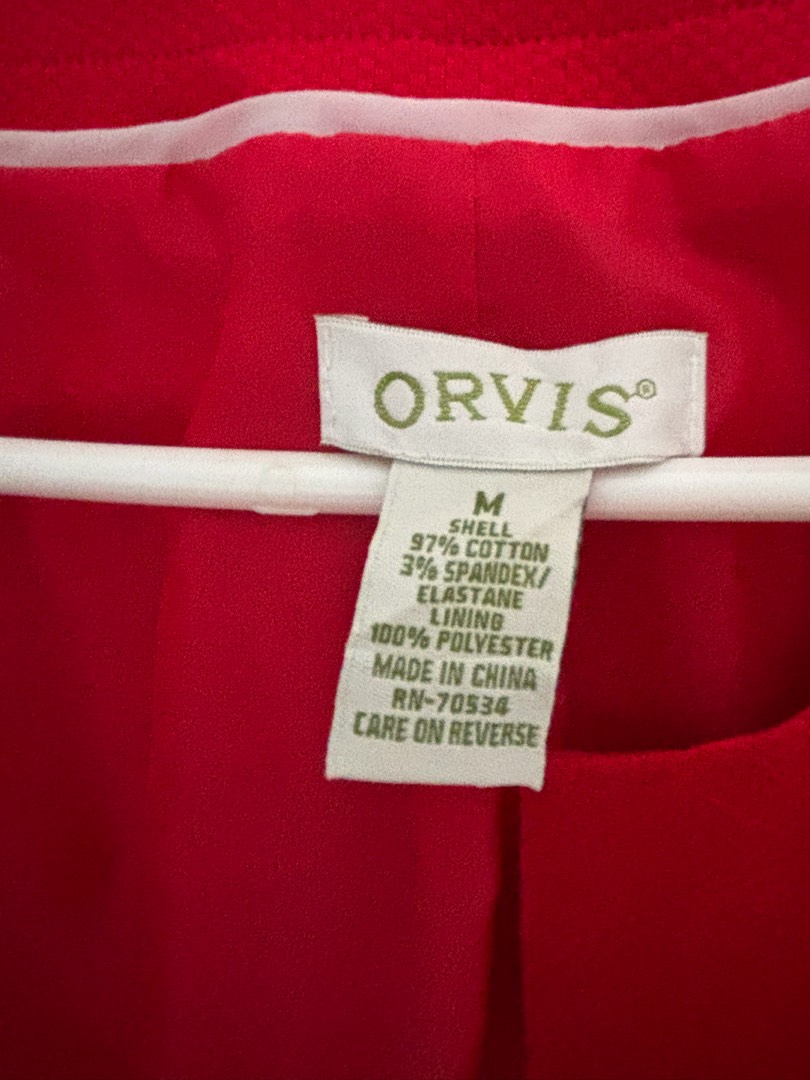 ORVIS®
M
SHELL
97% COTTON
3% SPANDEX/
ELASTANE
LINING
100% POLYESTER
MADE IN CHINA
RN-70534
CARE ON REVERSE